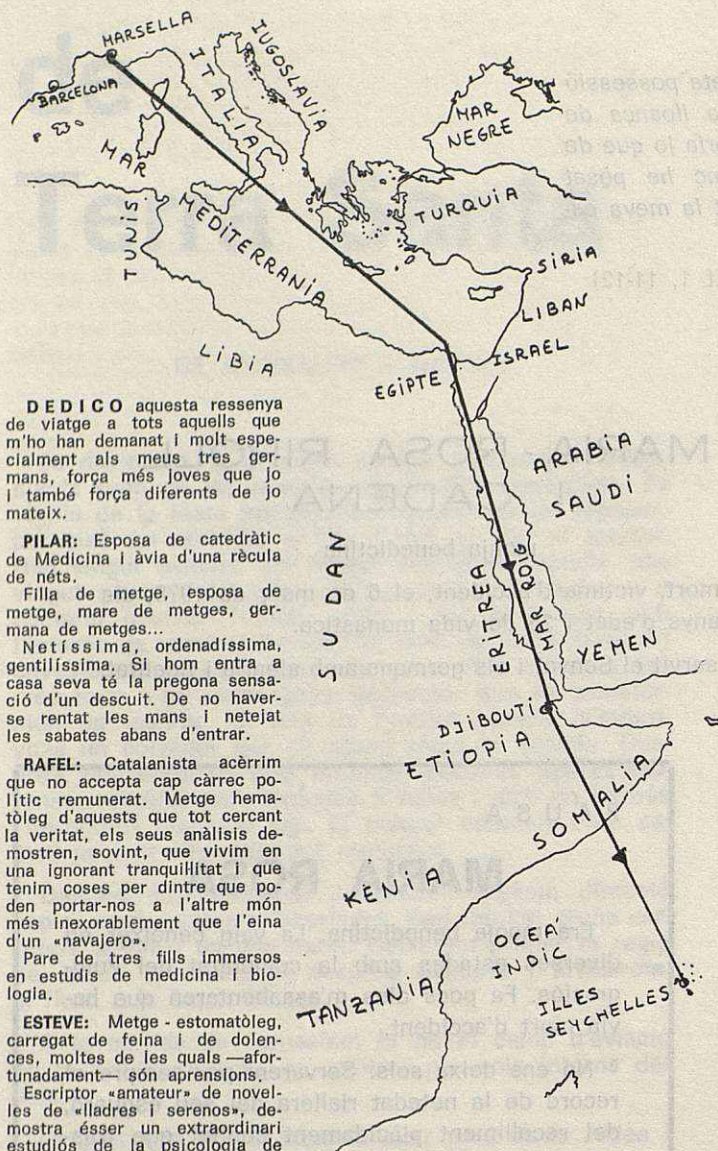 MARSELLA
BARCELONA
ITALIA
IUGOSLAVIA
MAR
NEGRE
MAR
MEDITERRANIA
TUNIS
TURQUIA
SIRIA
LIBAN
ISRAEL
LIBIA
EGIPTE
ARABIA
SAUDI
SUDAN
ERITREA
MAR ROIG
YEMEN
DJIBOUTI
ETIOPIA
SOMALIA
KENIA
OCEÁ
INDIC
TANZANIA
ILLES
SEYCHELLES
DEDICO aquesta ressenya
de viatge a tots aquells que
m'ho han demanat i molt espe-
cialment als meus tres ger-
mans, força més joves que jo
i també força diferents de jo
mateix.
PILAR: Esposa de catedràtic
de Medicina i àvia d'una rècula
de néts.
Filla de metge, esposa de
metge, mare de metges, ger-
mana de metges...
Netíssima, ordenadíssima,
gentilíssima. Si hom entra a
casa seva té la pregona sensa-
ció d'un descuit. De no haver-
se rentat les mans i netejat
les sabates abans d'entrar.
RAFEL: Catalanista acèrrim
que no accepta cap càrrec po-
lític remunerat. Metge hema-
tòleg d'aquests que tot cercant
la veritat, els seus anàlisis de-
mostren, sovint, que vivim en
una ignorant tranquil·litat i que
tenim coses per dintre que po-
den portar-nos a l'altre món
més inexorablement que l'eina
d'un «navajero».
Pare de tres fills immersos
en estudis de medicina i bio-
logia.
ESTEVE: Metge - estomatòleg,
carregat de feina i de dolen-
ces, moltes de les quals —afor-
tunadament— són aprensions.
Escriptor «amateur» de novel-
les de «lladres i serenos», de-
mostra ésser un extraordinari
estudiós de la psicologia de